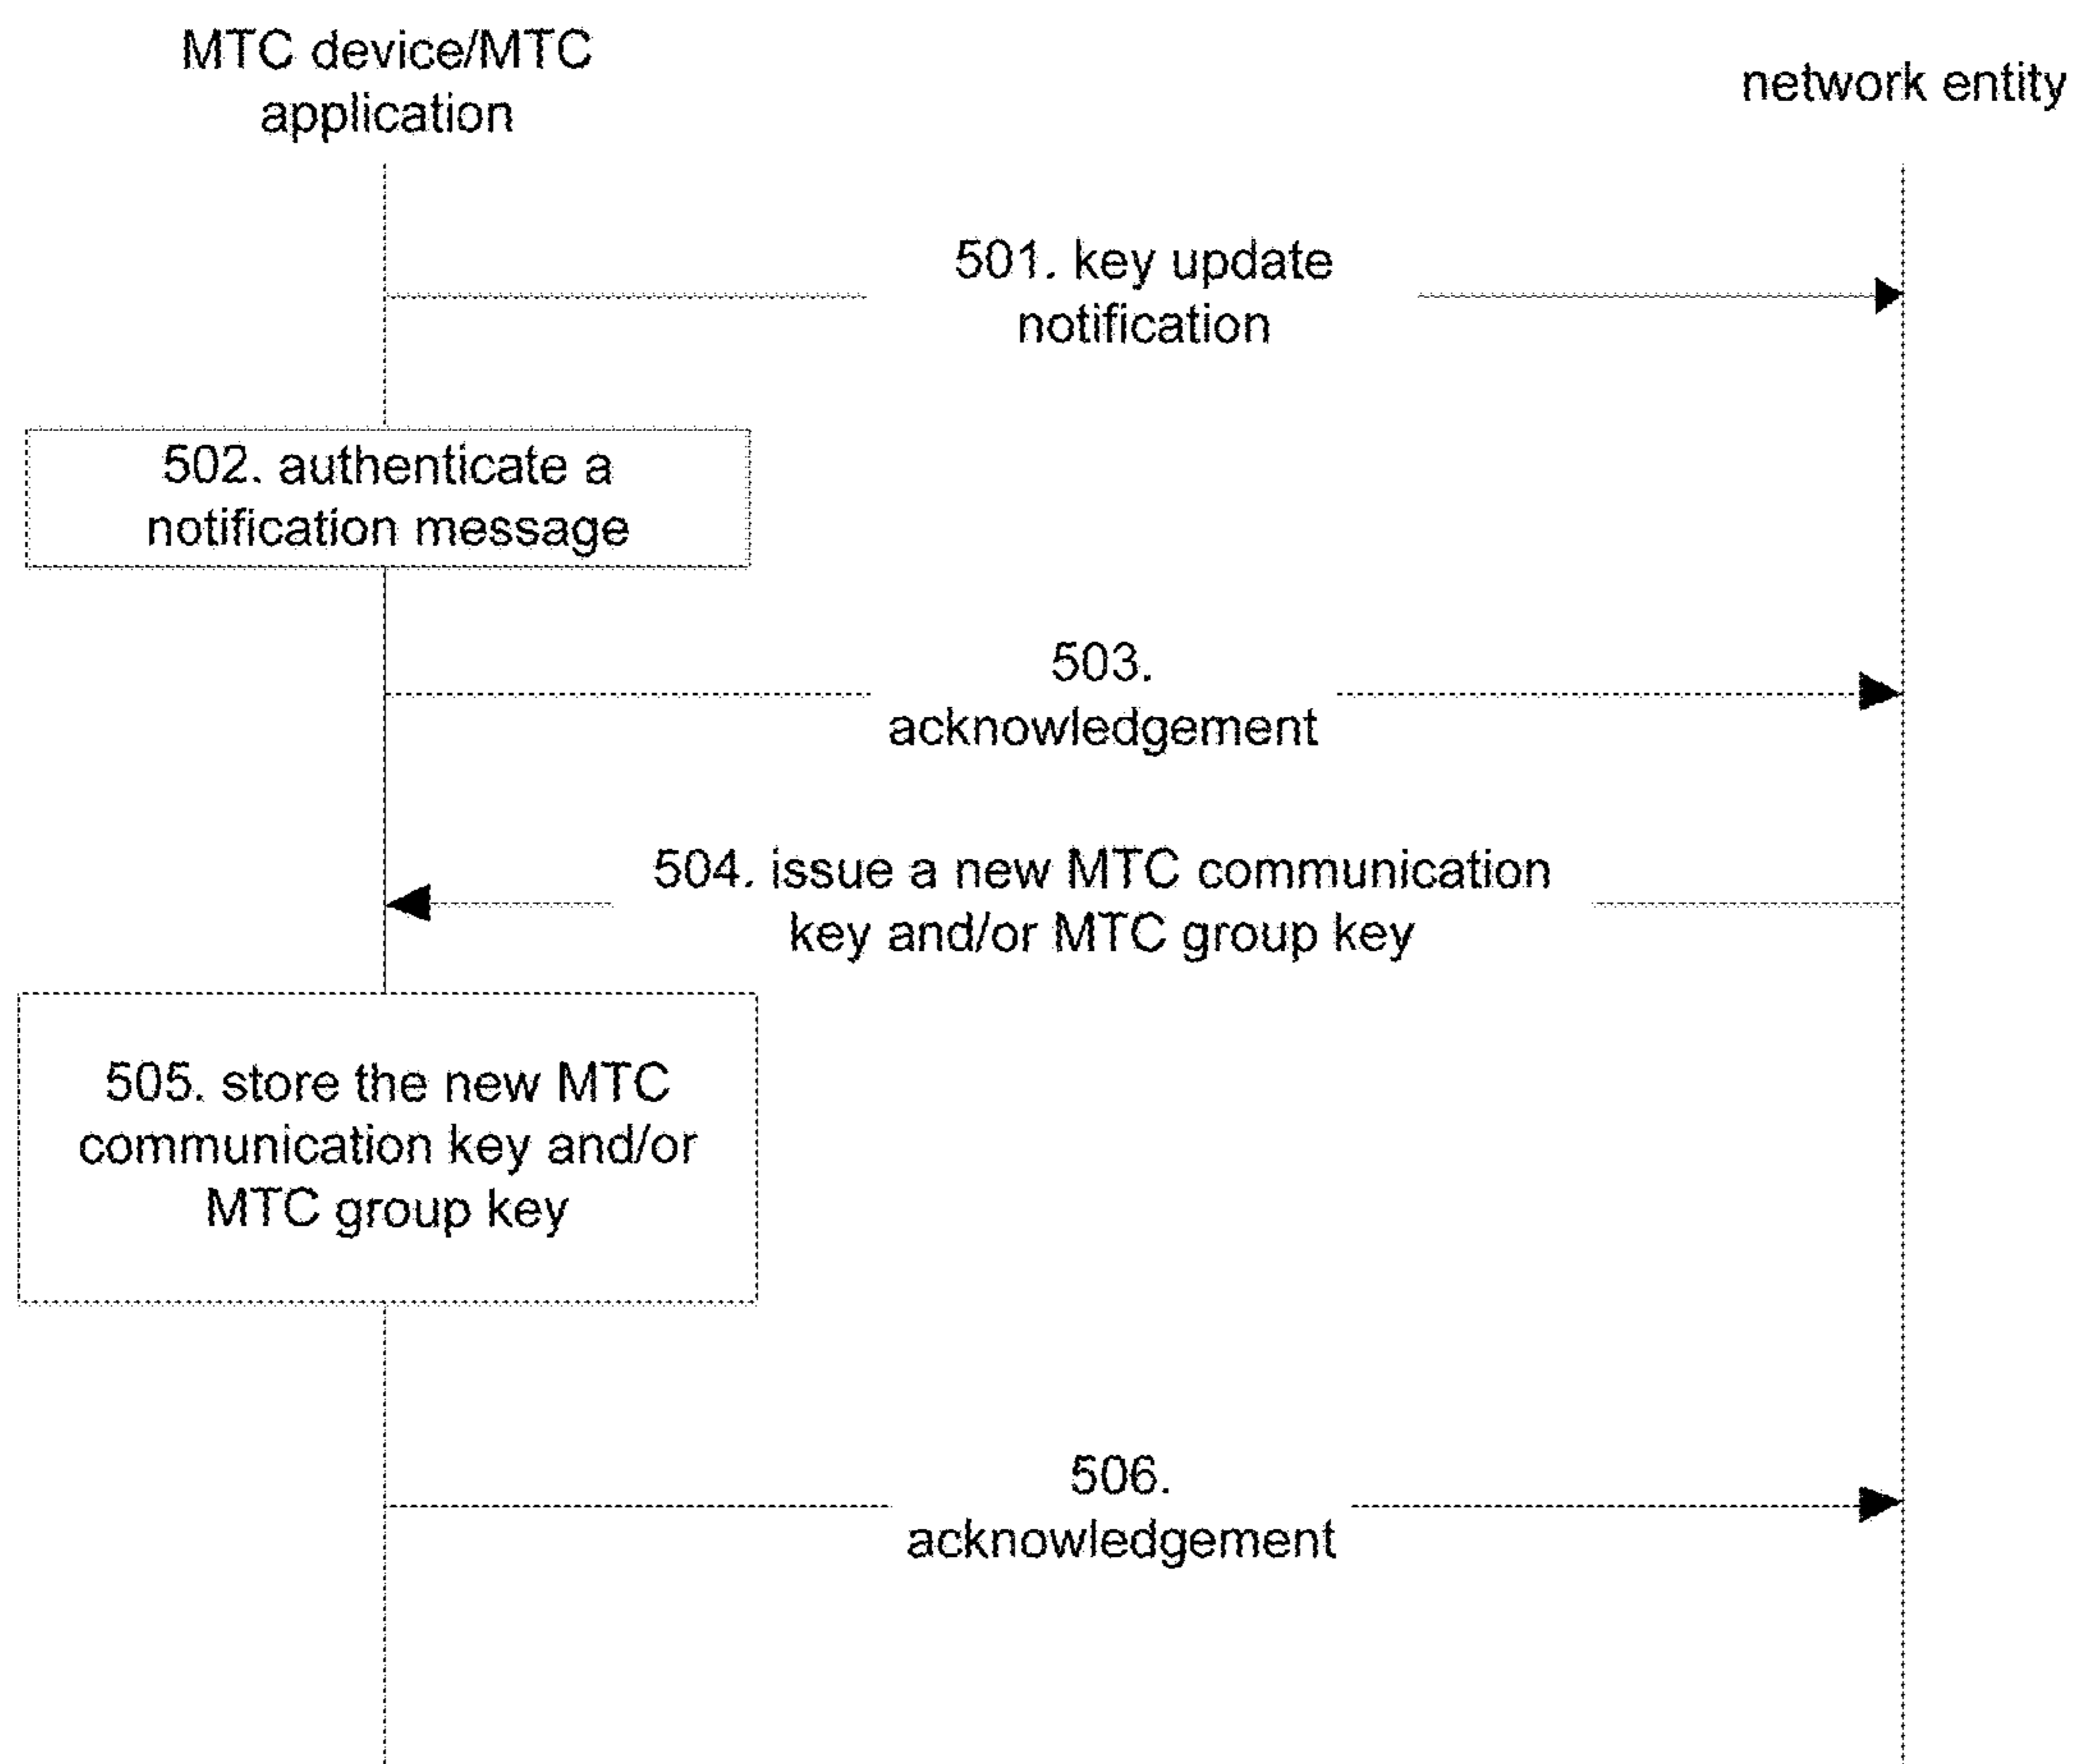 MTC device/MTC
application
network entity
501. key update
notification
502. authenticate a
notification message
503.
acknowledgement
504. issue a new MTC communication
key and/or MTC group key
505. store the new MTC
communication key and/or
MTC group key
506.
acknowledgement